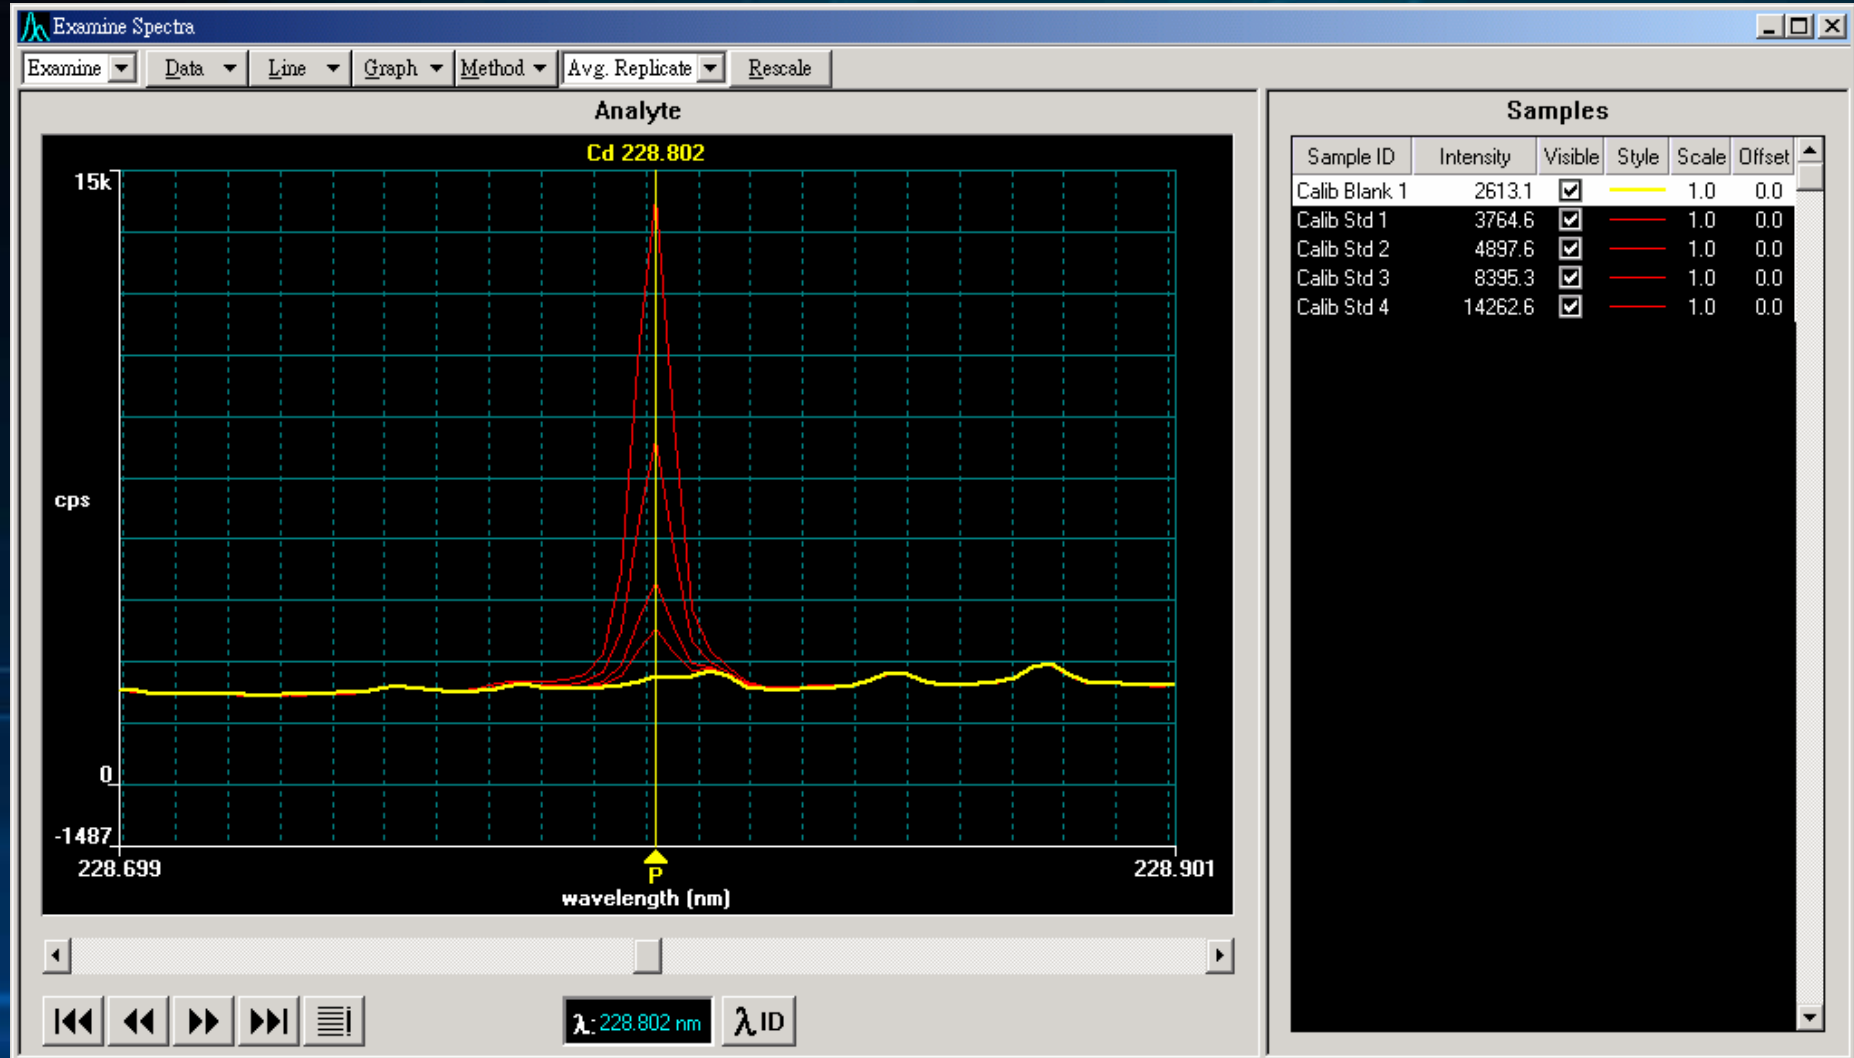 Examine Spectra
Examine Data Line Graph Method Avg. Replicate Rescale
Analyte
Cd 228.802
15k
cps
0
-1487
228.699 228.901
P
wavelength (nm)
λ: 228.802 nm λ ID
Samples
Sample ID Intensity Visible Style Scale Offset
Calib Blank 1 2613.1 1.0 0.0
Calib Std 1 3764.6 1.0 0.0
Calib Std 2 4897.6 1.0 0.0
Calib Std 3 8395.3 1.0 0.0
Calib Std 4 14262.6 1.0 0.0